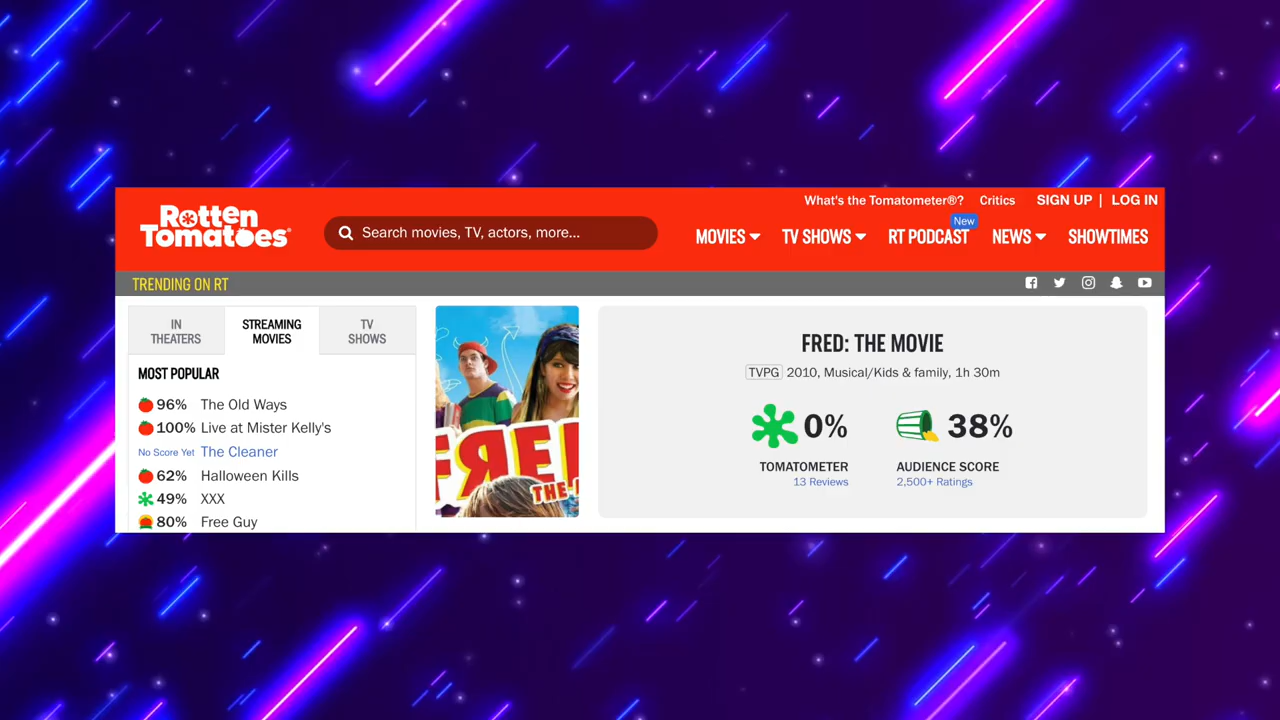 What's the Tomatometer®? Critics SIGN UP | LOG IN
Rotten
Tomatoes®
Search movies, TV, actors, more...
New
MOVIES TV SHOWS RT PODCAST NEWS SHOWTIMES
TRENDING ON RT
IN
THEATERS
STREAMING
MOVIES
TV
SHOWS
MOST POPULAR
96% The Old Ways
100% Live at Mister Kelly's
No Score Yet The Cleaner
62% Halloween Kills
49% XXX
80% Free Guy
FRE
THE
FRED: THE MOVIE
TVPG 2010, Musical/Kids & family, 1h 30m
0%
TOMATOMETER
13 Reviews
38%
AUDIENCE SCORE
2,500+ Ratings